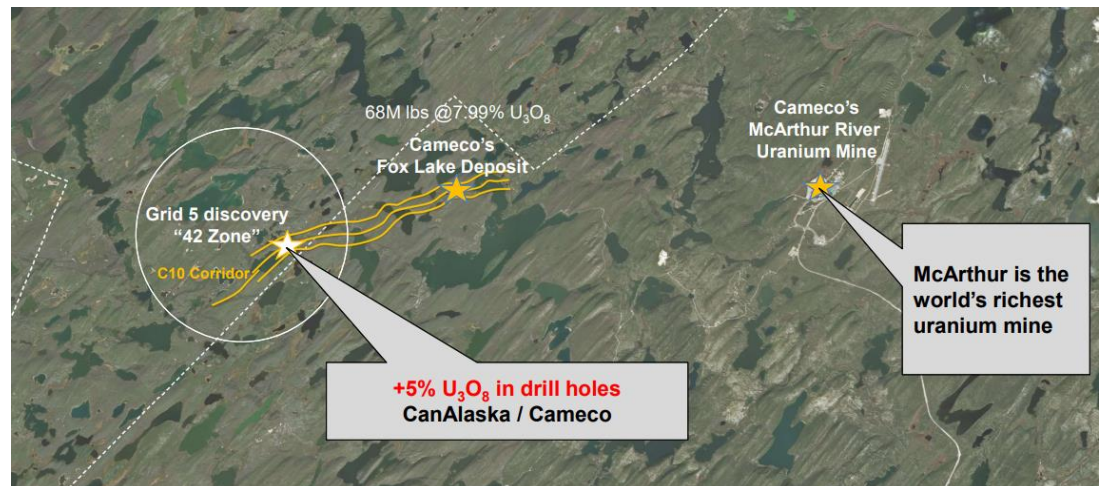 68M lbs @7.99% U₃O₈
Cameco's
Fox Lake Deposit
Cameco's
McArthur River
Uranium Mine
Grid 5 discovery
“42 Zone”
C10 Corridor
McArthur is the
world's richest
uranium mine
+5% U₃O₈ in drill holes
CanAlaska / Cameco